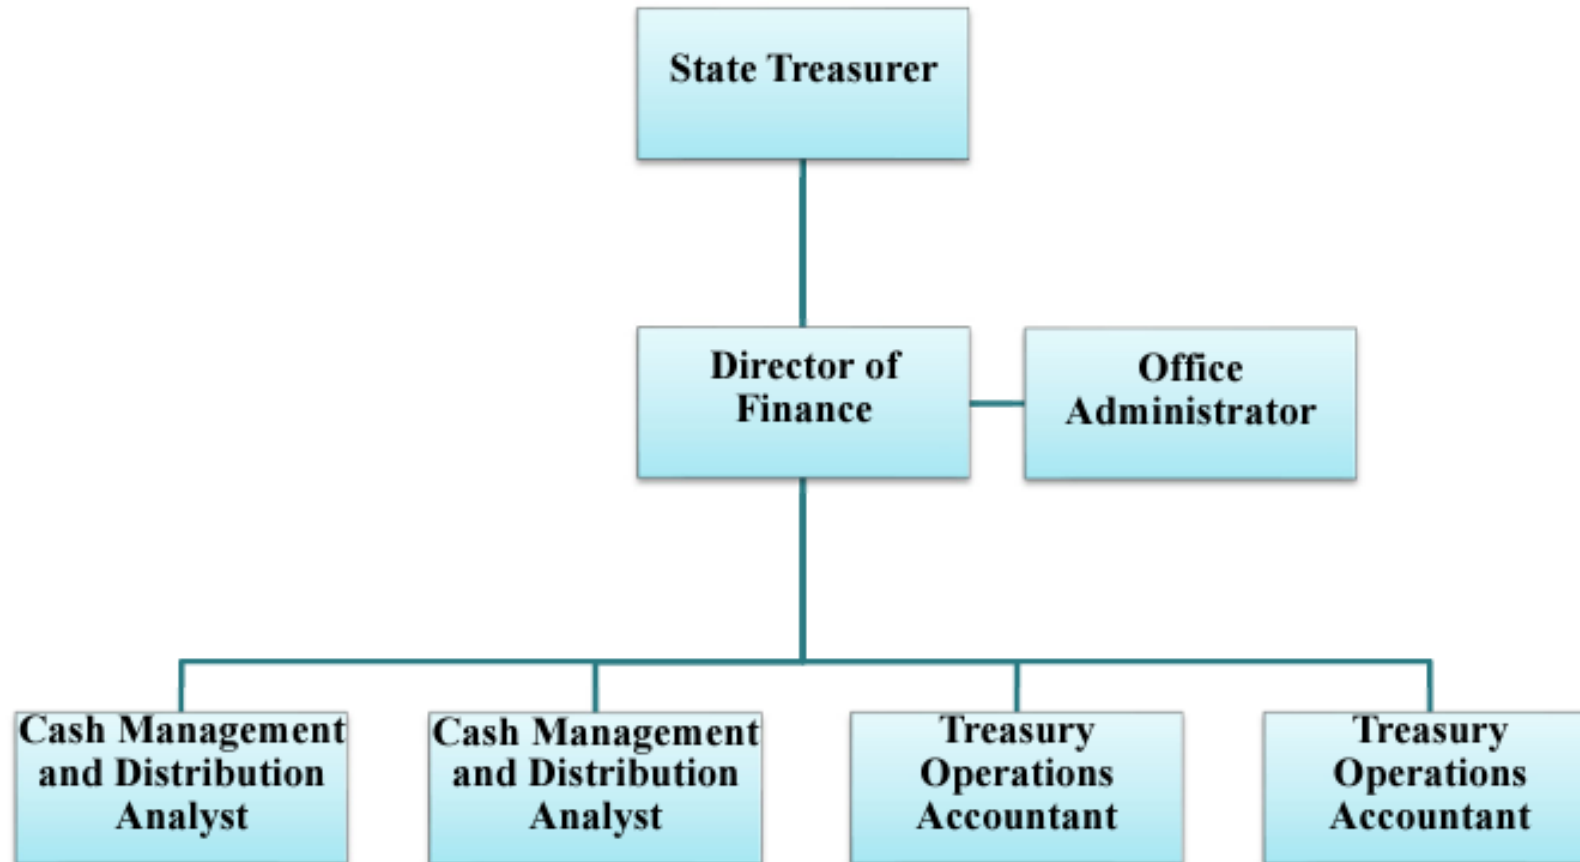 State Treasurer
Director of
Finance
Office
Administrator
Cash Management
and Distribution
Analyst
Cash Management
and Distribution
Analyst
Treasury
Operations
Accountant
Treasury
Operations
Accountant